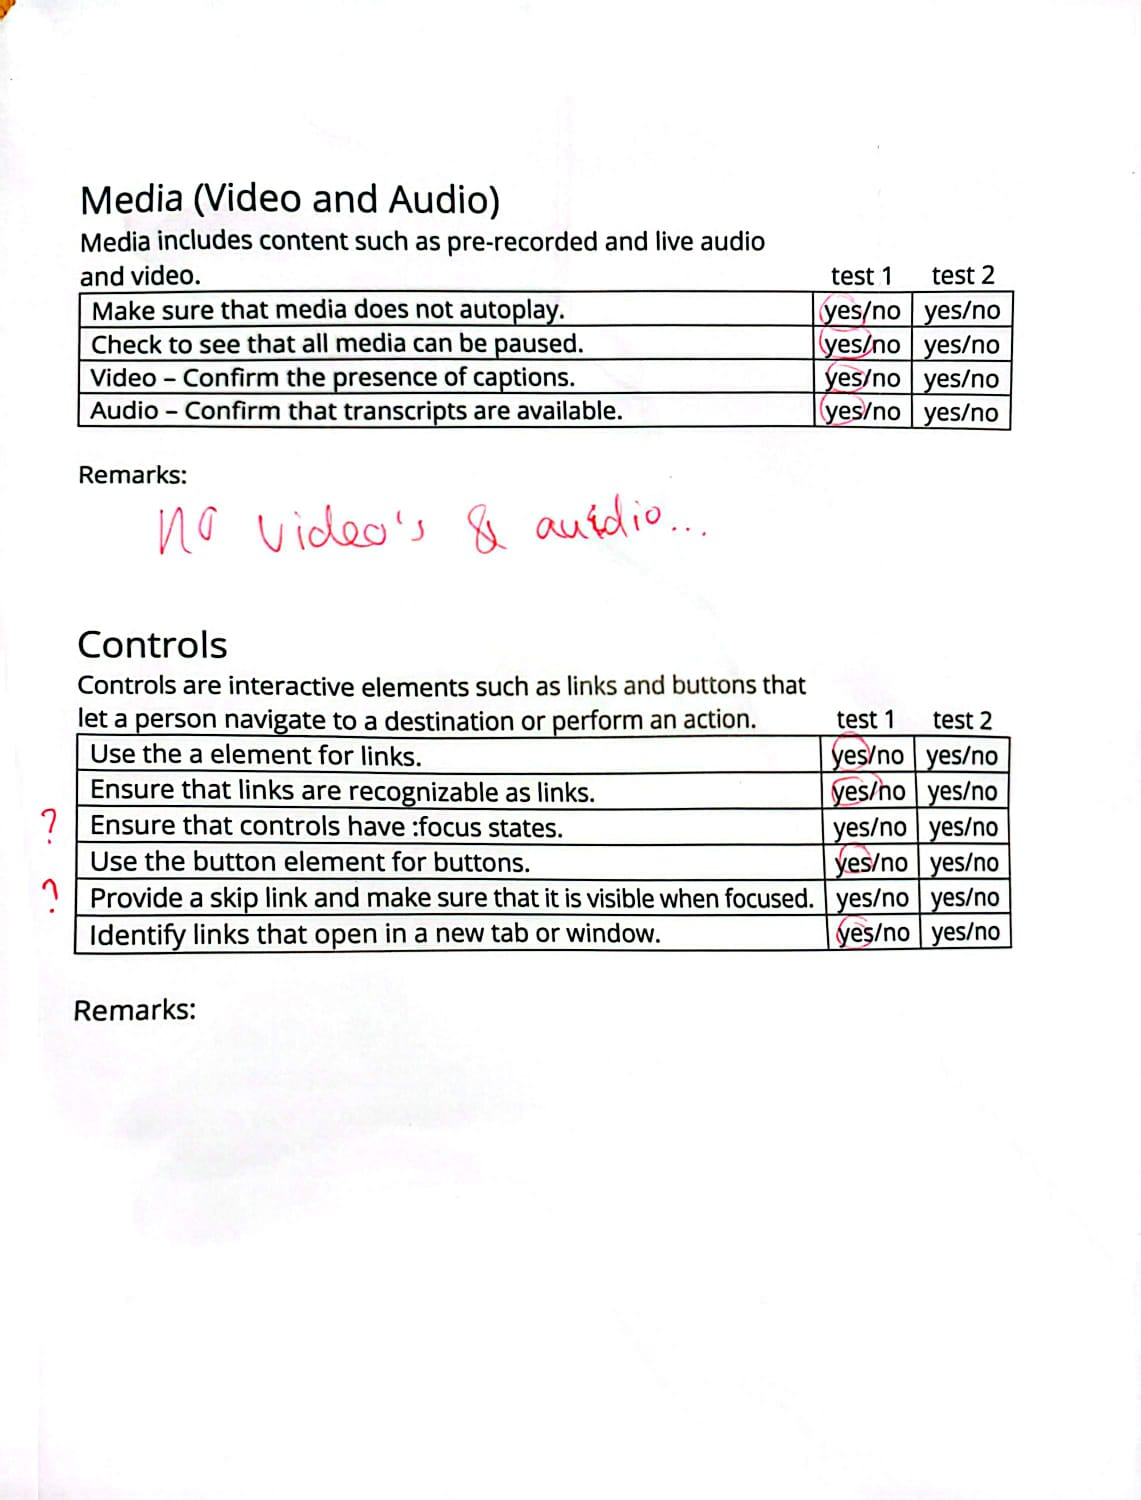 Media (Video and Audio)
Media includes content such as pre-recorded and live audio
and video. test 1 test 2
Make sure that media does not autoplay. yes/no yes/no
Check to see that all media can be paused. yes/no yes/no
Video – Confirm the presence of captions. yes/no yes/no
Audio – Confirm that transcripts are available. yes/no yes/no
Remarks:
no video's & audio...
Controls
Controls are interactive elements such as links and buttons that
let a person navigate to a destination or perform an action. test 1 test 2
Use the a element for links. yes/no yes/no
Ensure that links are recognizable as links. yes/no yes/no
? Ensure that controls have :focus states. yes/no yes/no
Use the button element for buttons. yes/no yes/no
? Provide a skip link and make sure that it is visible when focused. yes/no yes/no
Identify links that open in a new tab or window. yes/no yes/no
Remarks: